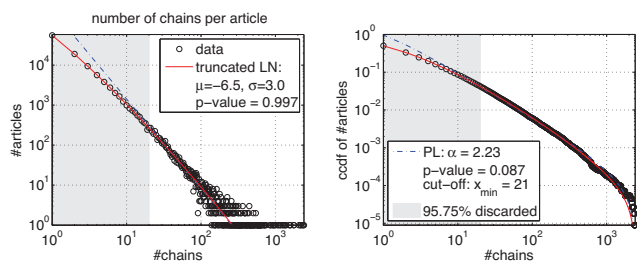 number of chains per article
10^5
10^4
10^3
10^2
10^1
10^0
#articles
data
truncated LN:
μ=−6.5, σ=3.0
p−value = 0.997
10^0 10^1 10^2 10^3
#chains
10^0
10^−1
10^−2
10^−3
10^−4
10^−5
ccdf of #articles
PL: α = 2.23
p−value = 0.087
cut−off: x_min = 21
95.75% discarded
10^0 10^1 10^2 10^3
#chains